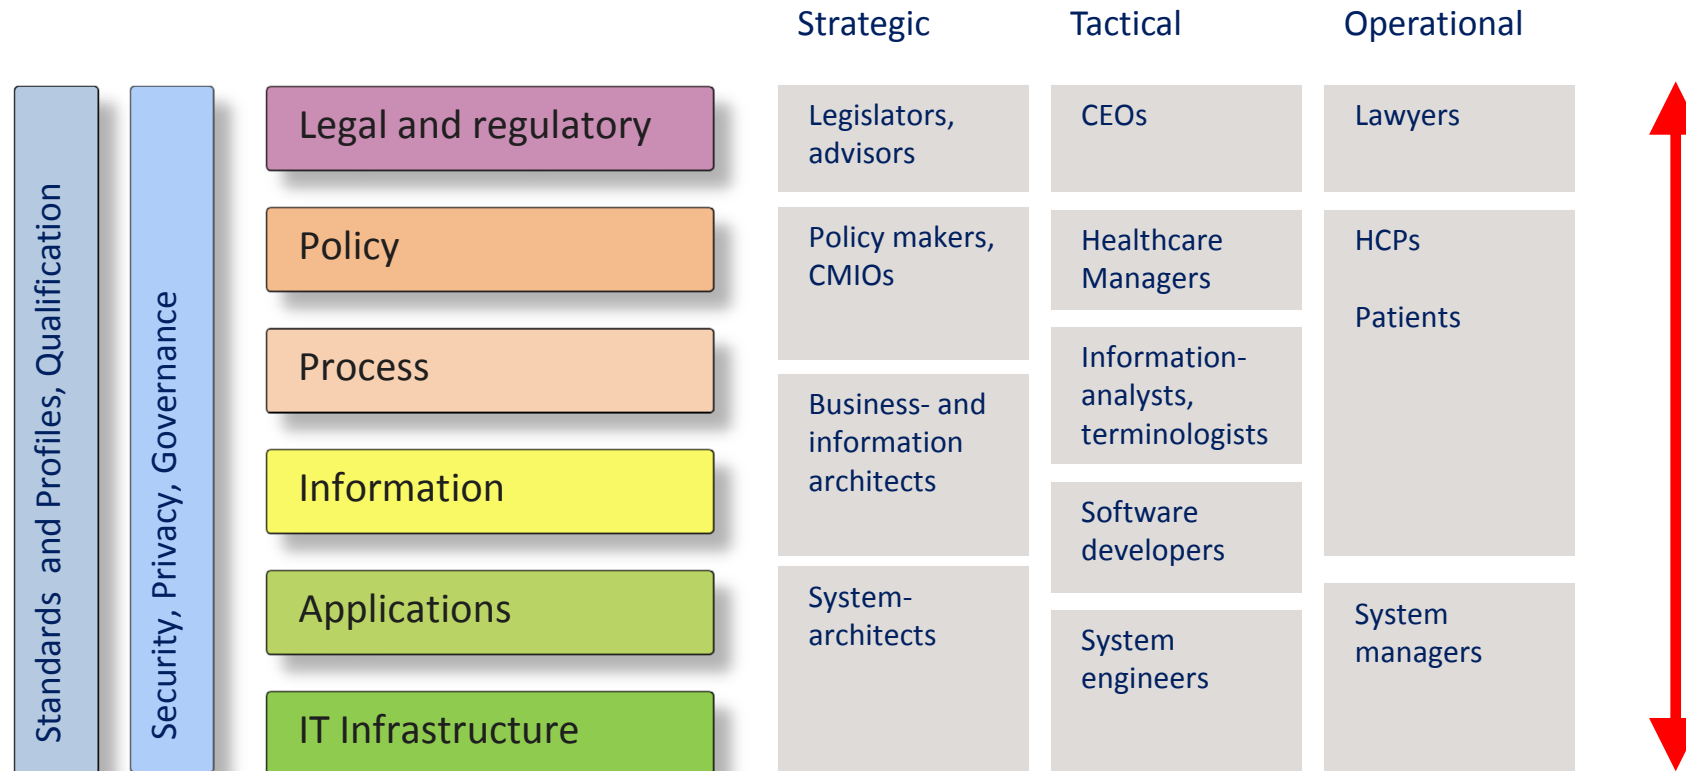 Strategic
Tactical
Operational
Standards and Profiles, Qualification
Security, Privacy, Governance
Legal and regulatory
Policy
Process
Information
Applications
IT Infrastructure
Legislators,
advisors
Policy makers,
CMIOs
Business- and
information
architects
System-
architects
CEOs
Healthcare
Managers
Information-
analysts,
terminologists
Software
developers
System
engineers
Lawyers
HCPs
Patients
System
managers